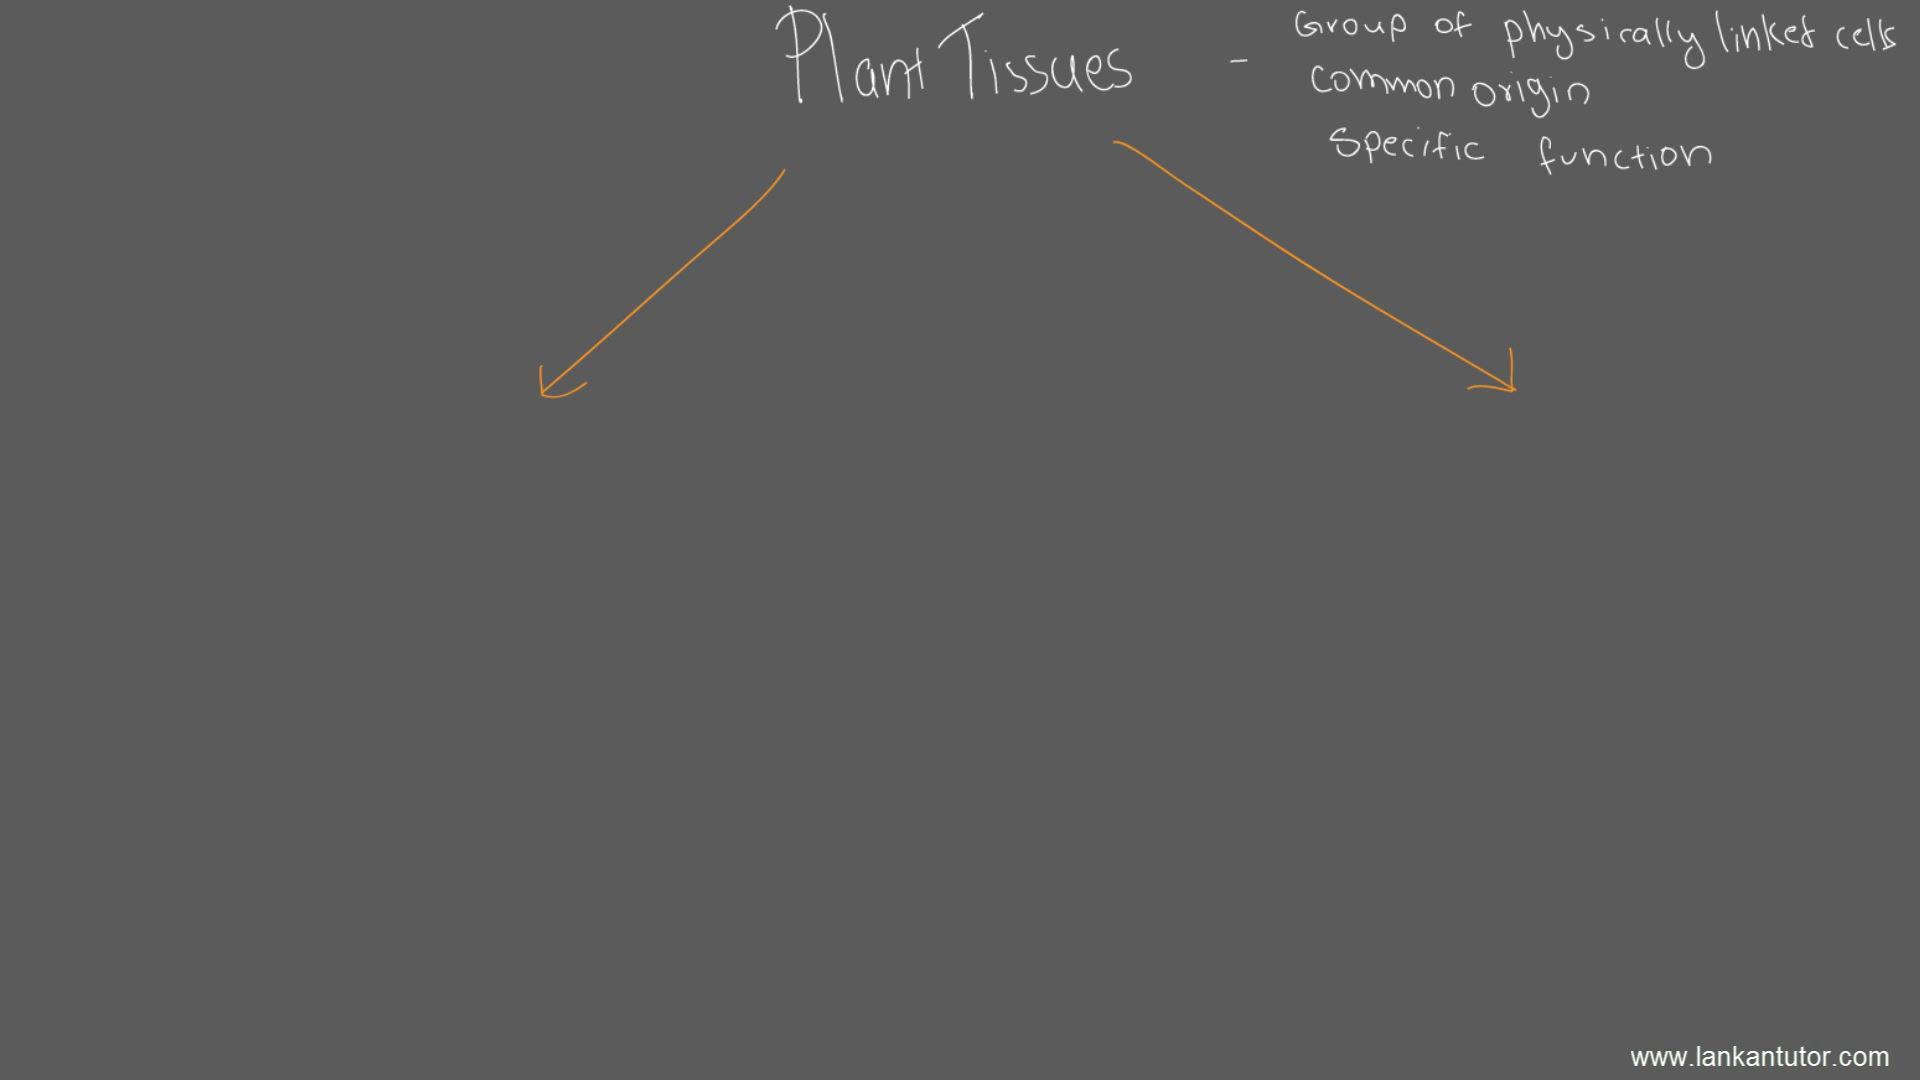 Plant Tissues -
Group of physically linked cells
common origin
Specific function
www.lankantutor.com